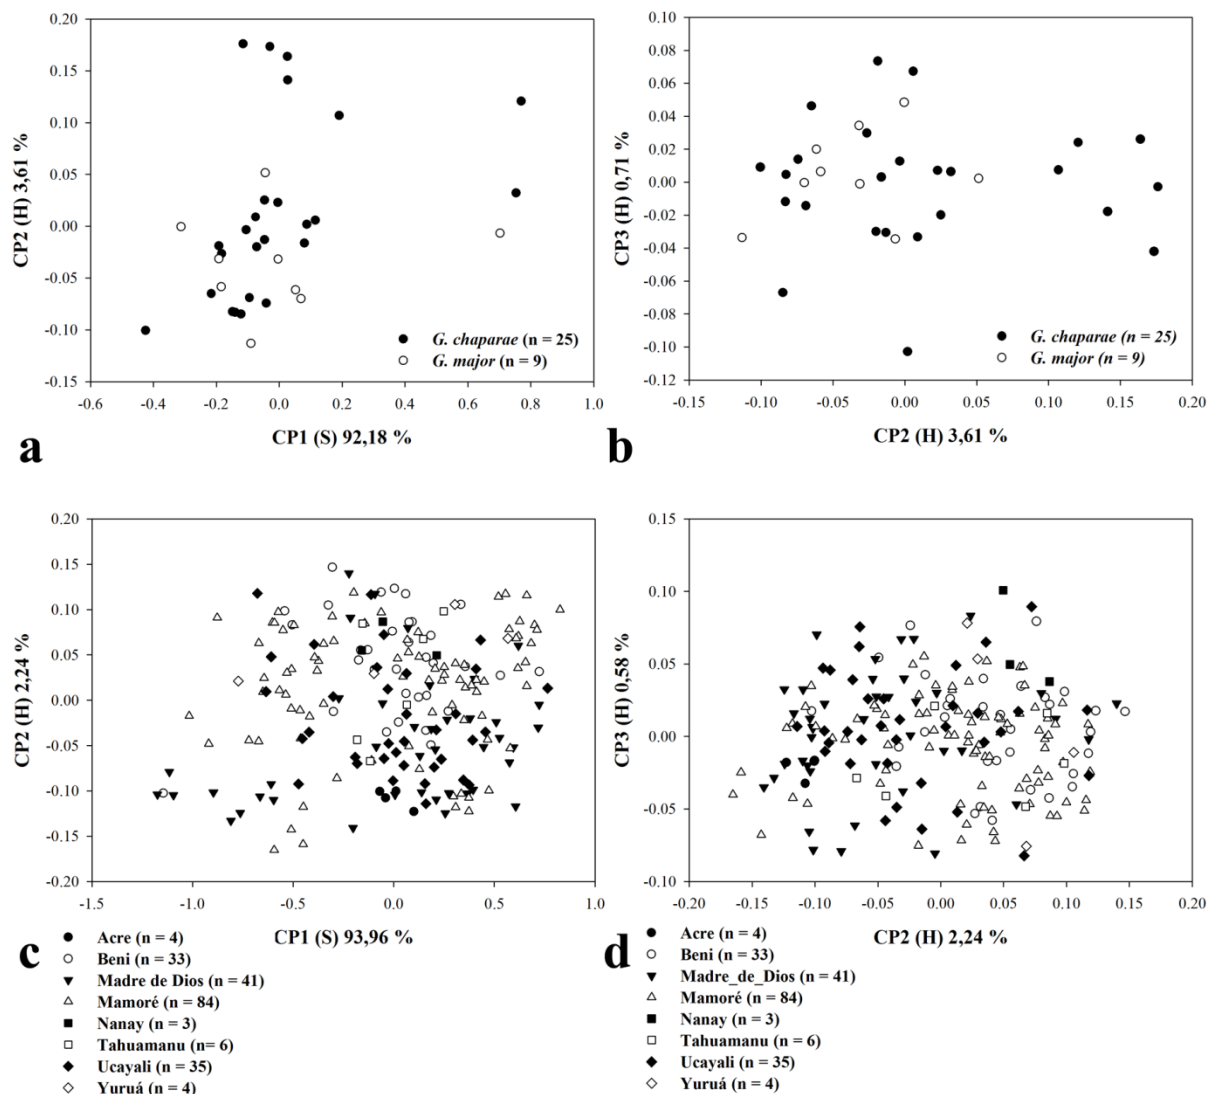 0.20
0.15
0.10
0.05
0.00
-0.05
-0.10
-0.15
CP2 (H) 3,61 %
-0.6 -0.4 -0.2 0.0 0.2 0.4 0.6 0.8 1.0
CP1 (S) 92,18 %
G. chaparae (n = 25)
G. major (n = 9)
a
0.10
0.08
0.06
0.04
0.02
0.00
-0.02
-0.04
-0.06
-0.08
-0.10
-0.12
CP3 (H) 0,71 %
-0.15 -0.10 -0.05 0.00 0.05 0.10 0.15 0.20
CP2 (H) 3,61 %
G. chaparae (n = 25)
G. major (n = 9)
b
0.20
0.15
0.10
0.05
0.00
-0.05
-0.10
-0.15
-0.20
CP2 (H) 2,24 %
-1.5 -1.0 -0.5 0.0 0.5 1.0
CP1 (S) 93,96 %
c
Acre (n = 4)
Beni (n = 33)
Madre de Dios (n = 41)
Mamoré (n = 84)
Nanay (n = 3)
Tahuamanu (n= 6)
Ucayali (n = 35)
Yuruá (n = 4)
0.15
0.10
0.05
0.00
-0.05
-0.10
CP3 (H) 0,58 %
-0.20 -0.15 -0.10 -0.05 0.00 0.05 0.10 0.15 0.20
CP2 (H) 2,24 %
d
Acre (n = 4)
Beni (n = 33)
Madre_de_Dios (n = 41)
Mamoré (n = 84)
Nanay (n = 3)
Tahuamanu (n = 6)
Ucayali (n = 35)
Yuruá (n = 4)